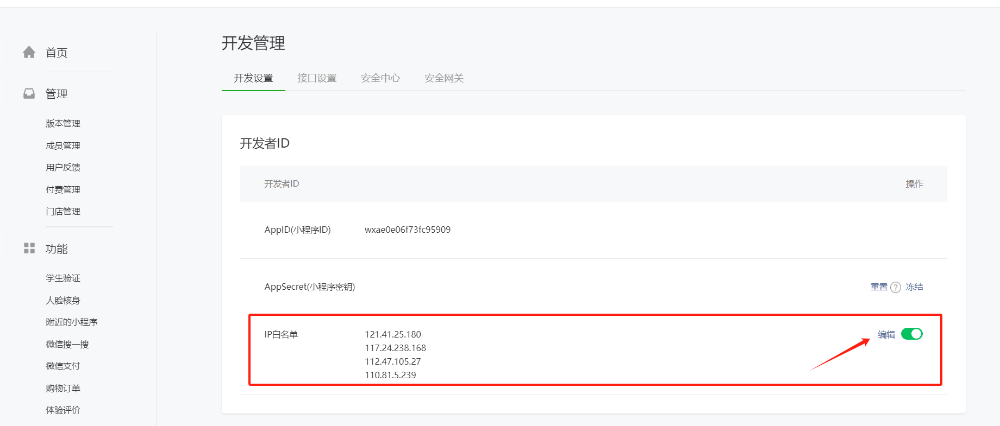 首页
管理
版本管理
成员管理
用户反馈
付费管理
门店管理
功能
学生验证
人脸核身
附近的小程序
微信搜一搜
微信支付
购物订单
体验评价
开发管理
开发设置 接口设置 安全中心 安全网关
开发者ID
开发者ID 操作
AppID(小程序ID) wxae0e06f73fc95909
AppSecret(小程序密钥) 重置 ? 冻结
IP白名单 121.41.25.180 编辑
117.24.238.168
112.47.105.27
110.81.5.239